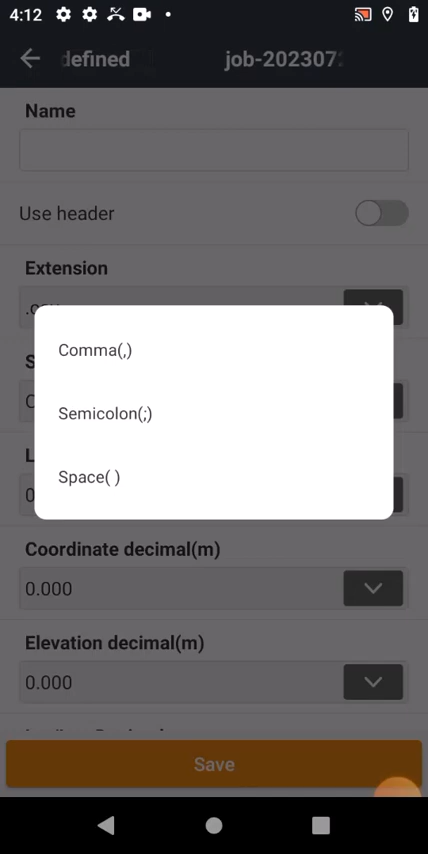 4:12
defined job-202307
Name
Use header
Extension
Comma(,)
Semicolon(;)
Space( )
Coordinate decimal(m)
0.000
Elevation decimal(m)
0.000
Save